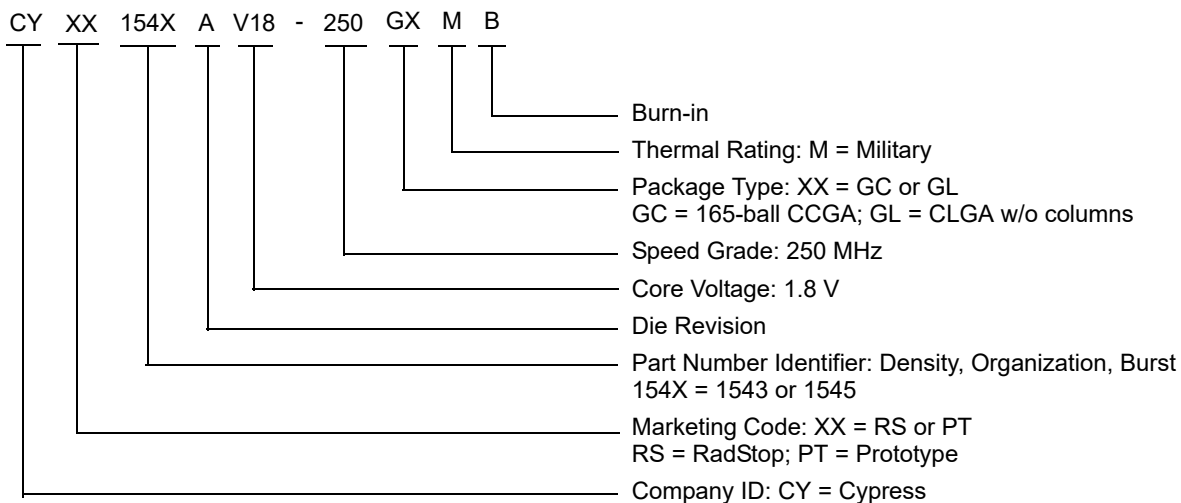 CY XX 154X A V18 - 250 GX M B
Burn-in
Thermal Rating: M = Military
Package Type: XX = GC or GL
GC = 165-ball CCGA; GL = CLGA w/o columns
Speed Grade: 250 MHz
Core Voltage: 1.8 V
Die Revision
Part Number Identifier: Density, Organization, Burst
154X = 1543 or 1545
Marketing Code: XX = RS or PT
RS = RadStop; PT = Prototype
Company ID: CY = Cypress